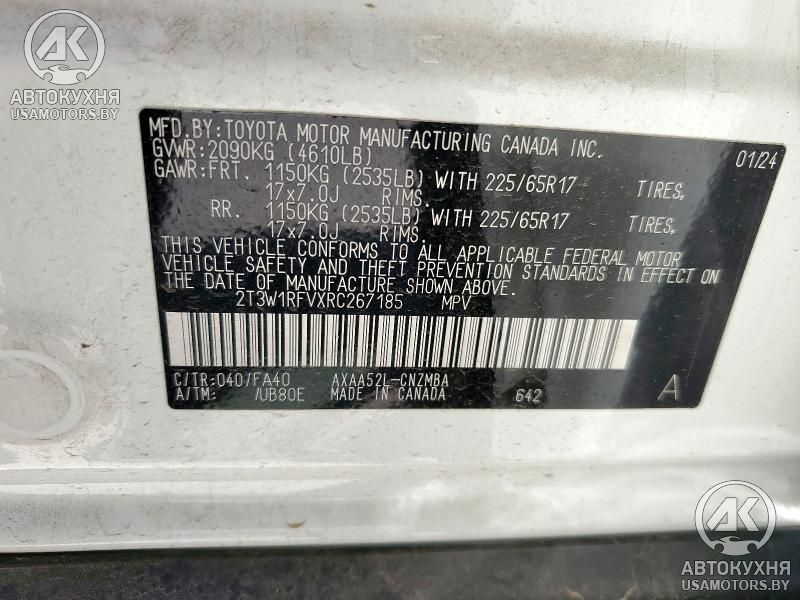 AK
АВТОКУХНЯ
USAMOTORS.BY
MFD.BY:TOYOTA MOTOR MANUFACTURING CANADA INC.
GVWR:2090KG (4610LB) 01/24
GAWR:FRT. 1150KG (2535LB) WITH 225/65R17 TIRES,
17x7.0J RIMS.
RR. 1150KG (2535LB) WITH 225/65R17 TIRES,
17x7.0J RIMS.
THIS VEHICLE CONFORMS TO ALL APPLICABLE FEDERAL MOTOR
VEHICLE SAFETY AND THEFT PREVENTION STANDARDS IN EFFECT ON
THE DATE OF MANUFACTURE SHOWN ABOVE.
2T3W1RFVXRC267185 MPV
C/TR:040/FA40 AXAA52L-CNZMBA
A/TM: /UB80E MADE IN CANADA 642 A
AK
АВТОКУХНЯ
USAMOTORS.BY